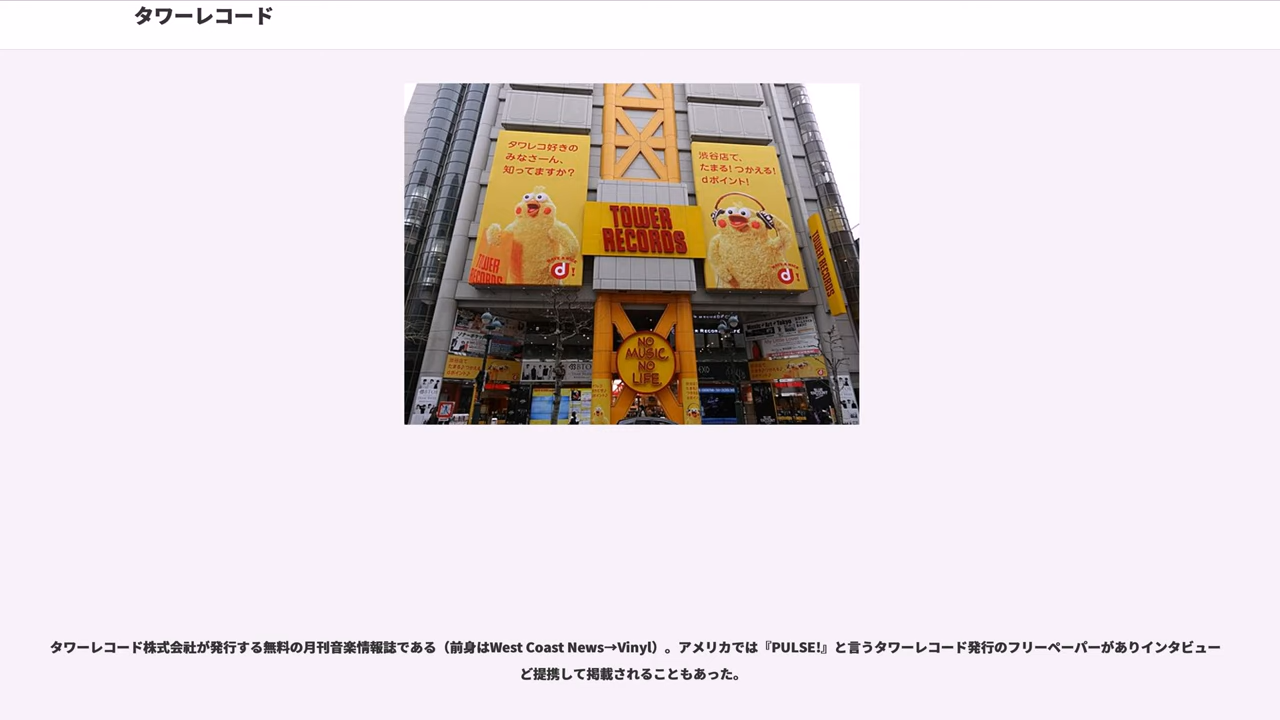 タワーレコード
タワレコ好きの
みなさーん、
知ってますか?
渋谷店で、
たまる!つかえる!
dポイント!
TOWER
RECORDS
TOWER
RECORDS
d
d
TOWER RECORDS
NO
MUSIC,
NO
LIFE.
タワーレコード株式会社が発行する無料の月刊音楽情報誌である（前身はWest Coast News→Vinyl）。アメリカでは『PULSE!』と言うタワーレコード発行のフリーペーパーがありインタビュー
ど提携して掲載されることもあった。